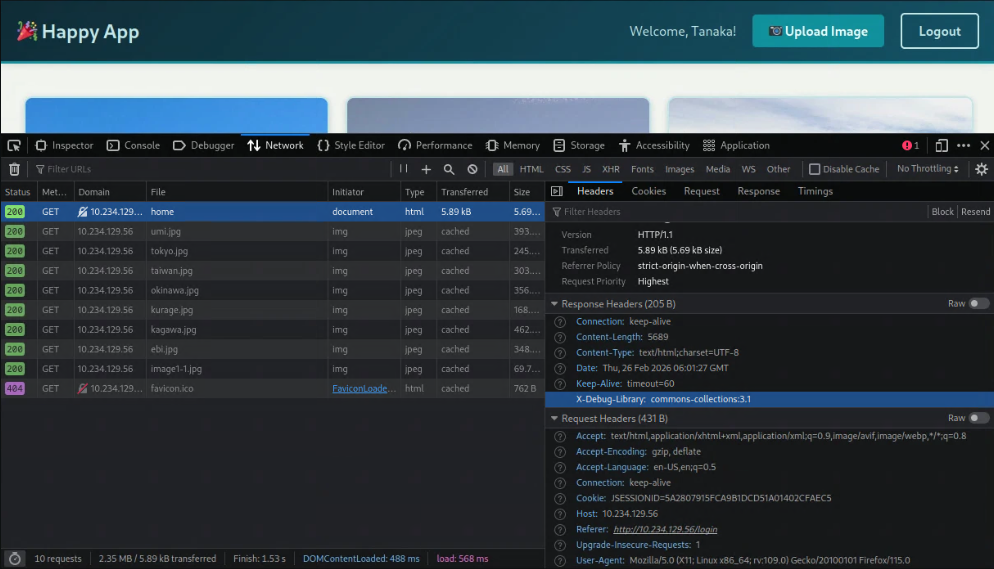 🎉 Happy App
Welcome, Tanaka!
📷 Upload Image
Logout
Inspector Console Debugger Network Style Editor Performance Memory Storage Accessibility Application 1
Filter URLs
All HTML CSS JS XHR Fonts Images Media WS Other Disable Cache No Throttling
Status Met... Domain File Initiator Type Transferred Size
200 GET 10.234.129... home document html 5.89 kB 5.69...
200 GET 10.234.129.56 umi.jpg img jpeg cached 393....
200 GET 10.234.129.56 tokyo.jpg img jpeg cached 245....
200 GET 10.234.129.56 taiwan.jpg img jpeg cached 303....
200 GET 10.234.129.56 okinawa.jpg img jpeg cached 356....
200 GET 10.234.129.56 kurage.jpg img jpeg cached 168....
200 GET 10.234.129.56 kagawa.jpg img jpeg cached 462....
200 GET 10.234.129.56 ebi.jpg img jpeg cached 348....
200 GET 10.234.129.56 image1-1.jpg img jpeg cached 69.7...
404 GET 10.234.129... favicon.ico FaviconLoade... html cached 762 B
10 requests 2.35 MB / 5.89 kB transferred Finish: 1.53 s DOMContentLoaded: 488 ms load: 568 ms
Headers Cookies Request Response Timings
Filter Headers Block Resend
Version HTTP/1.1
Transferred 5.89 kB (5.69 kB size)
Referrer Policy strict-origin-when-cross-origin
Request Priority Highest
Response Headers (205 B) Raw
Connection: keep-alive
Content-Length: 5689
Content-Type: text/html;charset=UTF-8
Date: Thu, 26 Feb 2026 06:01:27 GMT
Keep-Alive: timeout=60
X-Debug-Library: commons-collections:3.1
Request Headers (431 B) Raw
Accept: text/html,application/xhtml+xml,application/xml;q=0.9,image/avif,image/webp,*/*;q=0.8
Accept-Encoding: gzip, deflate
Accept-Language: en-US,en;q=0.5
Connection: keep-alive
Cookie: JSESSIONID=5A2807915FCA9B1DCD51A01402CFAEC5
Host: 10.234.129.56
Referer: http://10.234.129.56/login
Upgrade-Insecure-Requests: 1
User-Agent: Mozilla/5.0 (X11; Linux x86_64; rv:109.0) Gecko/20100101 Firefox/115.0